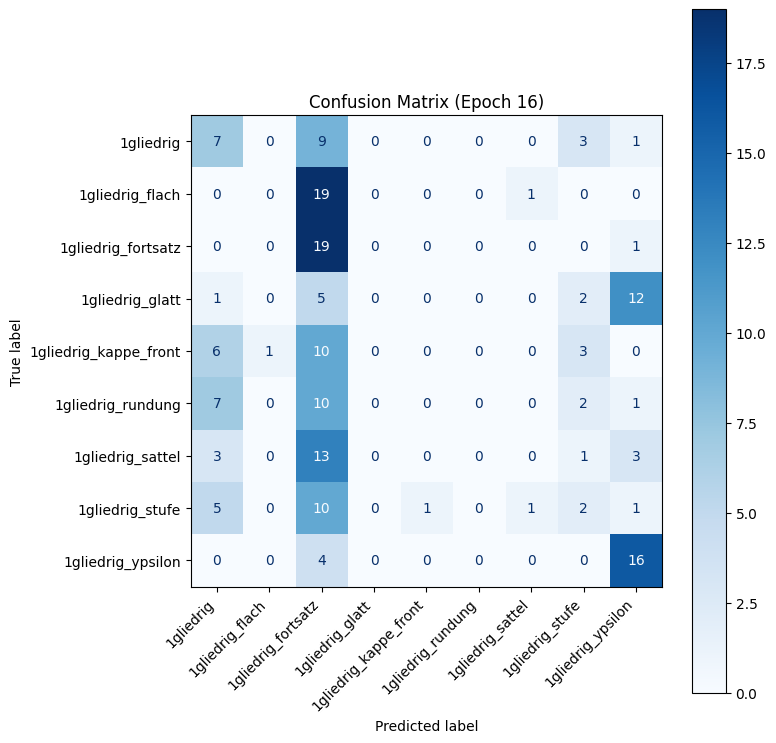 Confusion Matrix (Epoch 16)
True label
1gliedrig 7 0 9 0 0 0 0 3 1
1gliedrig_flach 0 0 19 0 0 0 1 0 0
1gliedrig_fortsatz 0 0 19 0 0 0 0 0 1
1gliedrig_glatt 1 0 5 0 0 0 0 2 12
1gliedrig_kappe_front 6 1 10 0 0 0 0 3 0
1gliedrig_rundung 7 0 10 0 0 0 0 2 1
1gliedrig_sattel 3 0 13 0 0 0 0 1 3
1gliedrig_stufe 5 0 10 0 1 0 1 2 1
1gliedrig_ypsilon 0 0 4 0 0 0 0 0 16
1gliedrig
1gliedrig_flach
1gliedrig_fortsatz
1gliedrig_glatt
1gliedrig_kappe_front
1gliedrig_rundung
1gliedrig_sattel
1gliedrig_stufe
1gliedrig_ypsilon
Predicted label
17.5
15.0
12.5
10.0
7.5
5.0
2.5
0.0